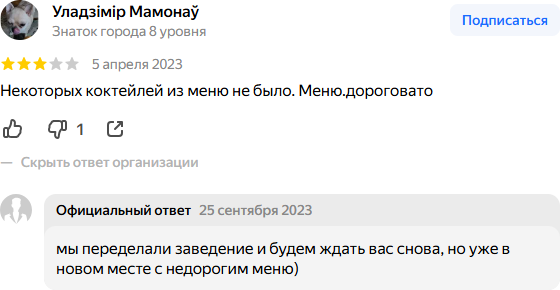 Уладзімір Мамонаў
Знаток города 8 уровня
Подписаться
5 апреля 2023
Некоторых коктейлей из меню не было. Меню.дороговато
1
— Скрыть ответ организации
Официальный ответ 25 сентября 2023
мы переделали заведение и будем ждать вас снова, но уже в
новом месте с недорогим меню)